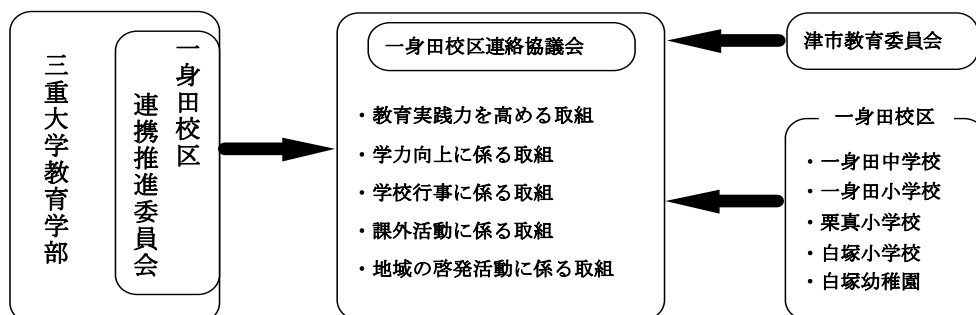 三重大学教育学部
一身田校区
連携推進委員会
一身田校区連絡協議会
・教育実践力を高める取組
・学力向上に係る取組
・学校行事に係る取組
・課外活動に係る取組
・地域の啓発活動に係る取組
津市教育委員会
一身田校区
・一身田中学校
・一身田小学校
・栗真小学校
・白塚小学校
・白塚幼稚園